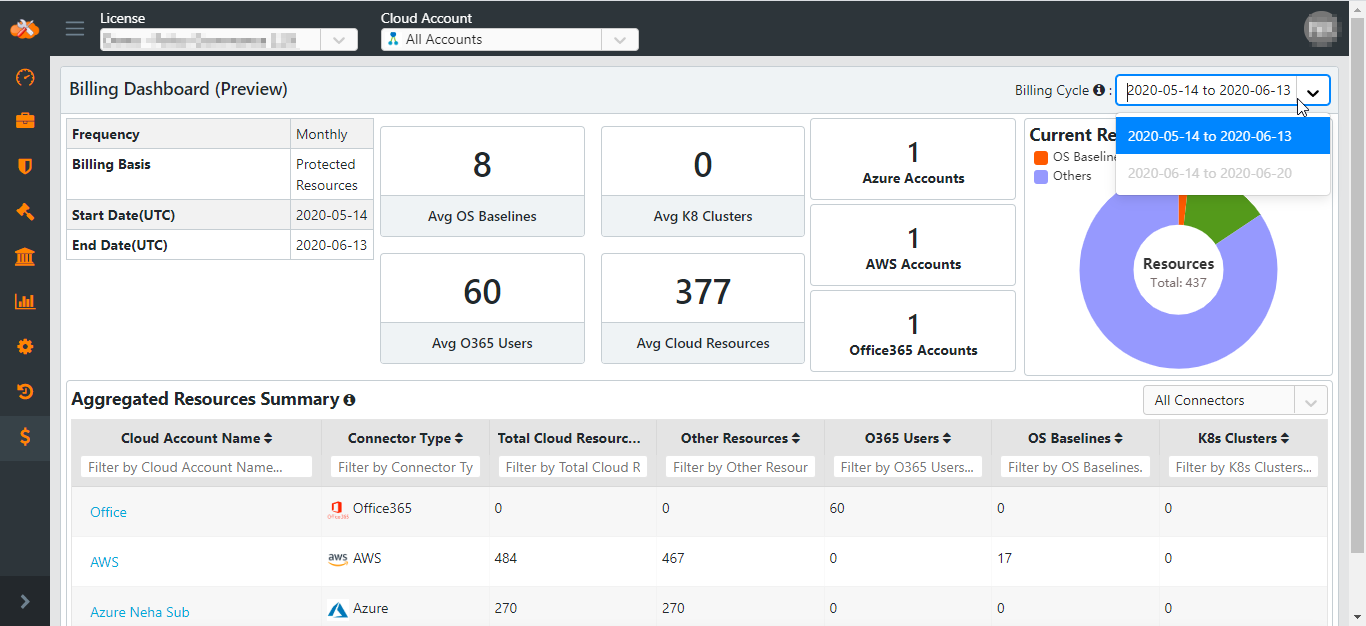 License
Cloud Account
All Accounts
Billing Dashboard (Preview)
Billing Cycle :
2020-05-14 to 2020-06-13
2020-05-14 to 2020-06-13
2020-06-14 to 2020-06-20
Frequency Monthly
Billing Basis Protected
Resources
Start Date(UTC) 2020-05-14
End Date(UTC) 2020-06-13
8
Avg OS Baselines
0
Avg K8 Clusters
60
Avg O365 Users
377
Avg Cloud Resources
1
Azure Accounts
1
AWS Accounts
1
Office365 Accounts
Current Re
OS Baseline
Others
Resources
Total: 437
Aggregated Resources Summary
All Connectors
Cloud Account Name Connector Type Total Cloud Resourc... Other Resources O365 Users OS Baselines K8s Clusters
Filter by Cloud Account Name... Filter by Connector Ty Filter by Total Cloud R Filter by Other Resour Filter by O365 Users... Filter by OS Baselines. Filter by K8s Clusters...
Office Office365 0 0 60 0 0
AWS aws AWS 484 467 0 17 0
Azure Neha Sub Azure 270 270 0 0 0